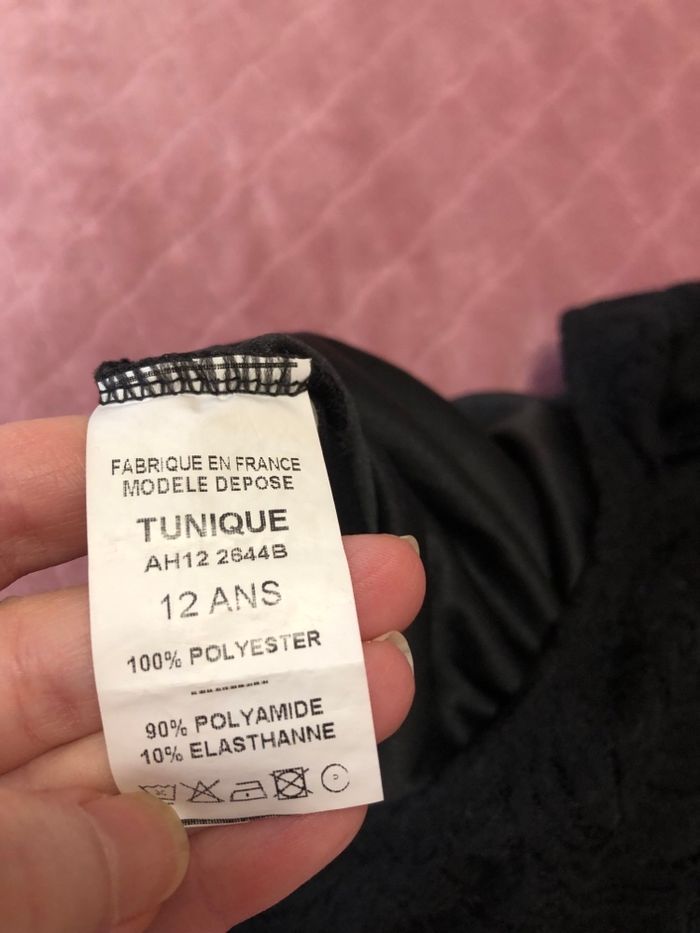 FABRIQUE EN FRANCE
MODELE DEPOSE
TUNIQUE
AH12 2644B
12 ANS
100% POLYESTER
90% POLYAMIDE
10% ELASTHANNE